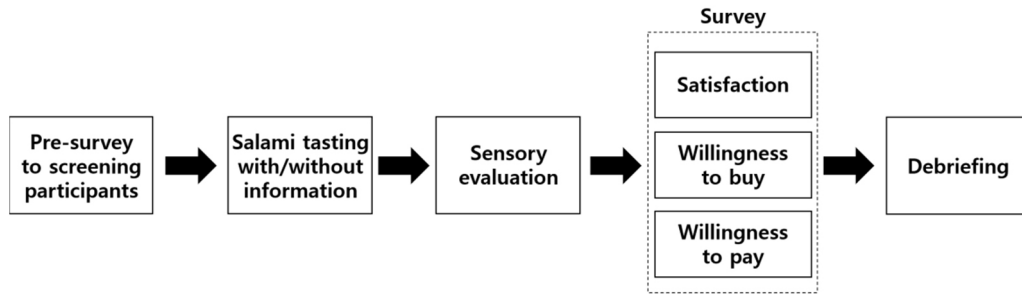 Pre-survey
to screening
participants
Salami tasting
with/without
information
Sensory
evaluation
Survey
Satisfaction
Willingness
to buy
Willingness
to pay
Debriefing